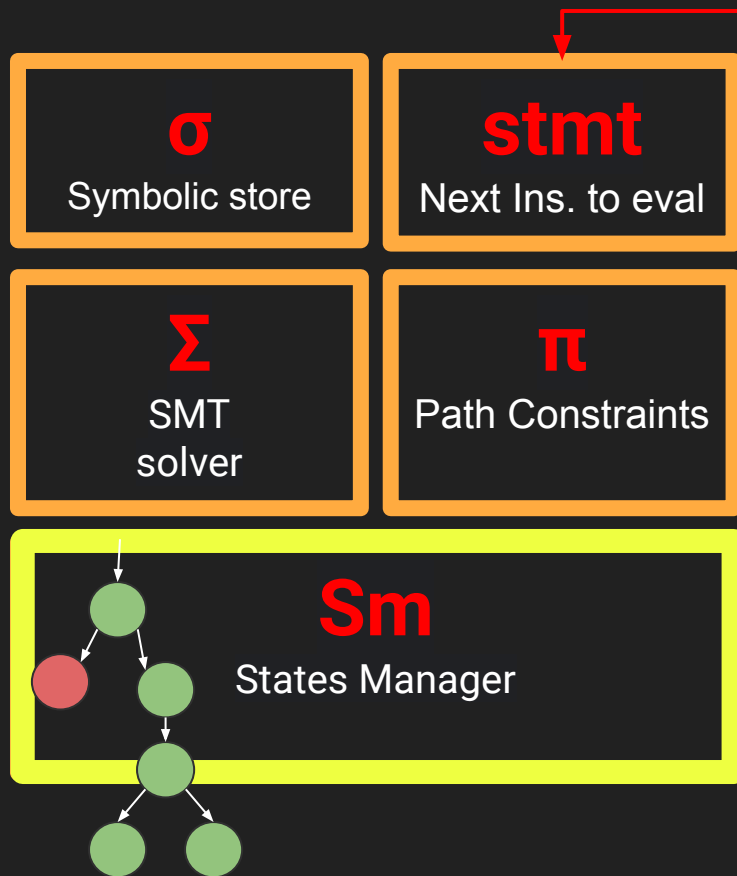 σ
Symbolic store
stmt
Next Ins. to eval
Σ
SMT
solver
π
Path Constraints
Sm
States Manager